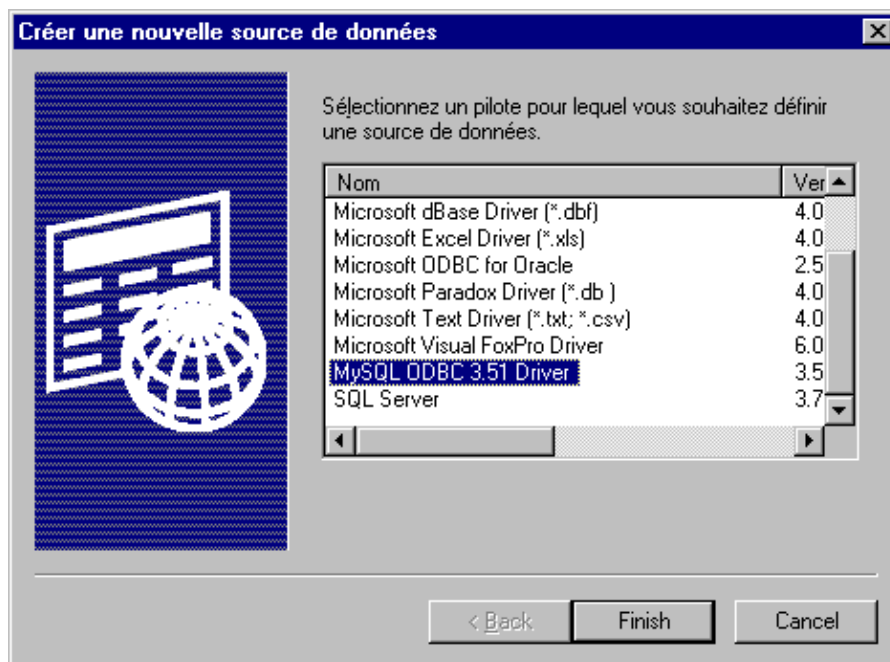 Créer une nouvelle source de données
Sélectionnez un pilote pour lequel vous souhaitez définir
une source de données.
Nom Ver
Microsoft dBase Driver (*.dbf) 4.0
Microsoft Excel Driver (*.xls) 4.0
Microsoft ODBC for Oracle 2.5
Microsoft Paradox Driver (*.db ) 4.0
Microsoft Text Driver (*.txt; *.csv) 4.0
Microsoft Visual FoxPro Driver 6.0
MySQL ODBC 3.51 Driver 3.5
SQL Server 3.7
< Back Finish Cancel